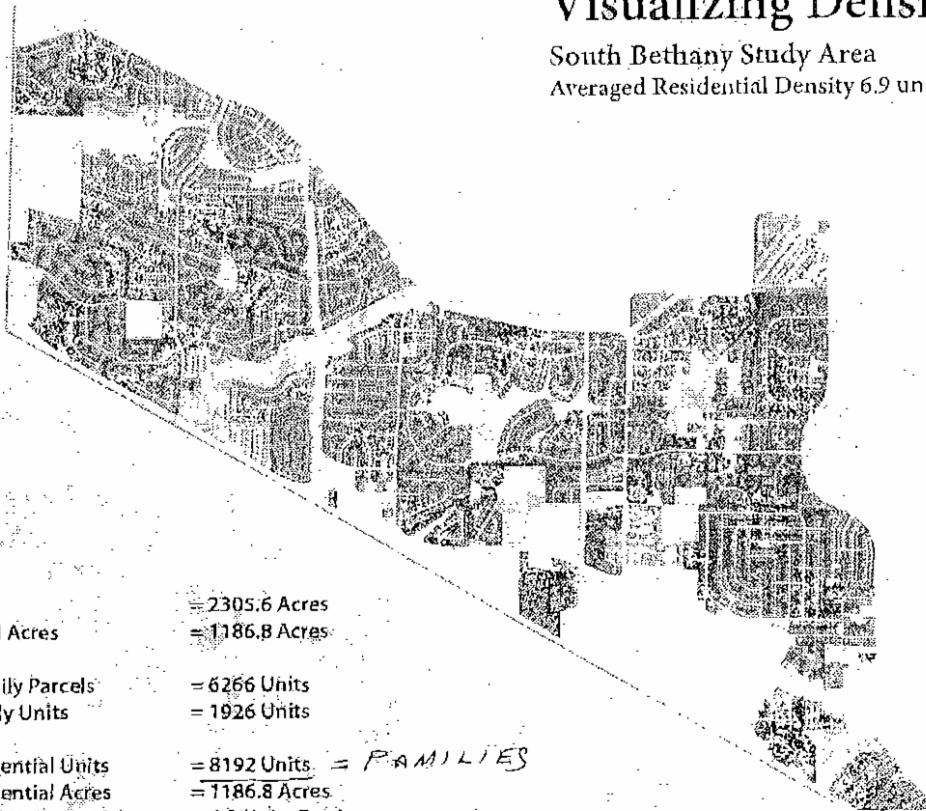 Visualizing Densi
South Bethany Study Area
Averaged Residential Density 6.9 un
= 2305.6 Acres
Acres = 1186.8 Acres
ily Parcels = 6266 Units
ly Units = 1926 Units
ential Units = 8192 Units = FAMILIES
ential Acres = 1186.8 Acres